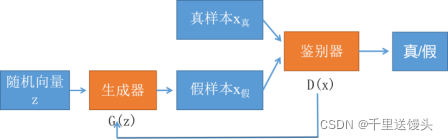 真样本x真
随机向量
z
生成器
假样本x假
鉴别器
真/假
G(z)
D(x)
CSDN @千里送馒头